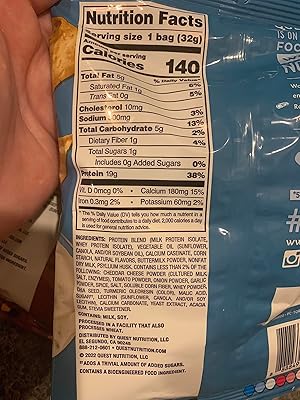 Nutrition Facts
serving size 1 bag (32g)
Calories per serving
140
% Daily Value*
Total Fat 5g 6%
Saturated Fat 1g 5%
Trans Fat 0g
Cholesterol 10mg 3%
Sodium 300mg 13%
Total Carbohydrate 5g 2%
Dietary Fiber 1g 4%
Total Sugars 1g
Includes 0g Added Sugars 0%
Protein 19g 38%
Vit. D 0mcg 0% • Calcium 180mg 15%
Iron 0.3mg 2% • Potassium 60mg 2%
* The % Daily Value (DV) tells you how much a nutrient in a
serving of food contributes to a daily diet. 2,000 calories a day
is used for general nutrition advice.
INGREDIENTS: PROTEIN BLEND (MILK PROTEIN ISOLATE,
WHEY PROTEIN ISOLATE), VEGETABLE OIL (SUNFLOWER,
CANOLA, AND/OR SOYBEAN OIL), CALCIUM CASEINATE, CORN
STARCH, NATURAL FLAVORS, BUTTERMILK POWDER, NONFAT
DRY MILK, PSYLLIUM HUSK. CONTAINS LESS THAN 2% OF THE
FOLLOWING: CHEDDAR CHEESE POWDER (CULTURED MILK,
SALT, ENZYMES), TOMATO POWDER, ONION POWDER, GARLIC
POWDER, SPICE, SALT, SOLUBLE CORN FIBER, WHEY POWDER,
CHIA SEED, TURMERIC OLEORESIN (COLOR), MALIC ACID,
SUGAR**, LECITHIN (SUNFLOWER, CANOLA, AND/OR SOY
LECITHIN), CALCIUM CARBONATE, YEAST EXTRACT, ACACIA
GUM, STEVIA SWEETENER.
CONTAINS: MILK, SOY.
PROCESSED IN A FACILITY THAT ALSO
PROCESSES WHEAT.
DISTRIBUTED BY QUEST NUTRITION, LLC
EL SEGUNDO, CA 90245
888-212-0601 • QUESTNUTRITION.COM
© 2022 QUEST NUTRITION, LLC
**ADDS A TRIVIAL AMOUNT OF ADDED SUGARS.
CONTAINS A BIOENGINEERED FOOD INGREDIENT.
IS ON
FOO
#
WW